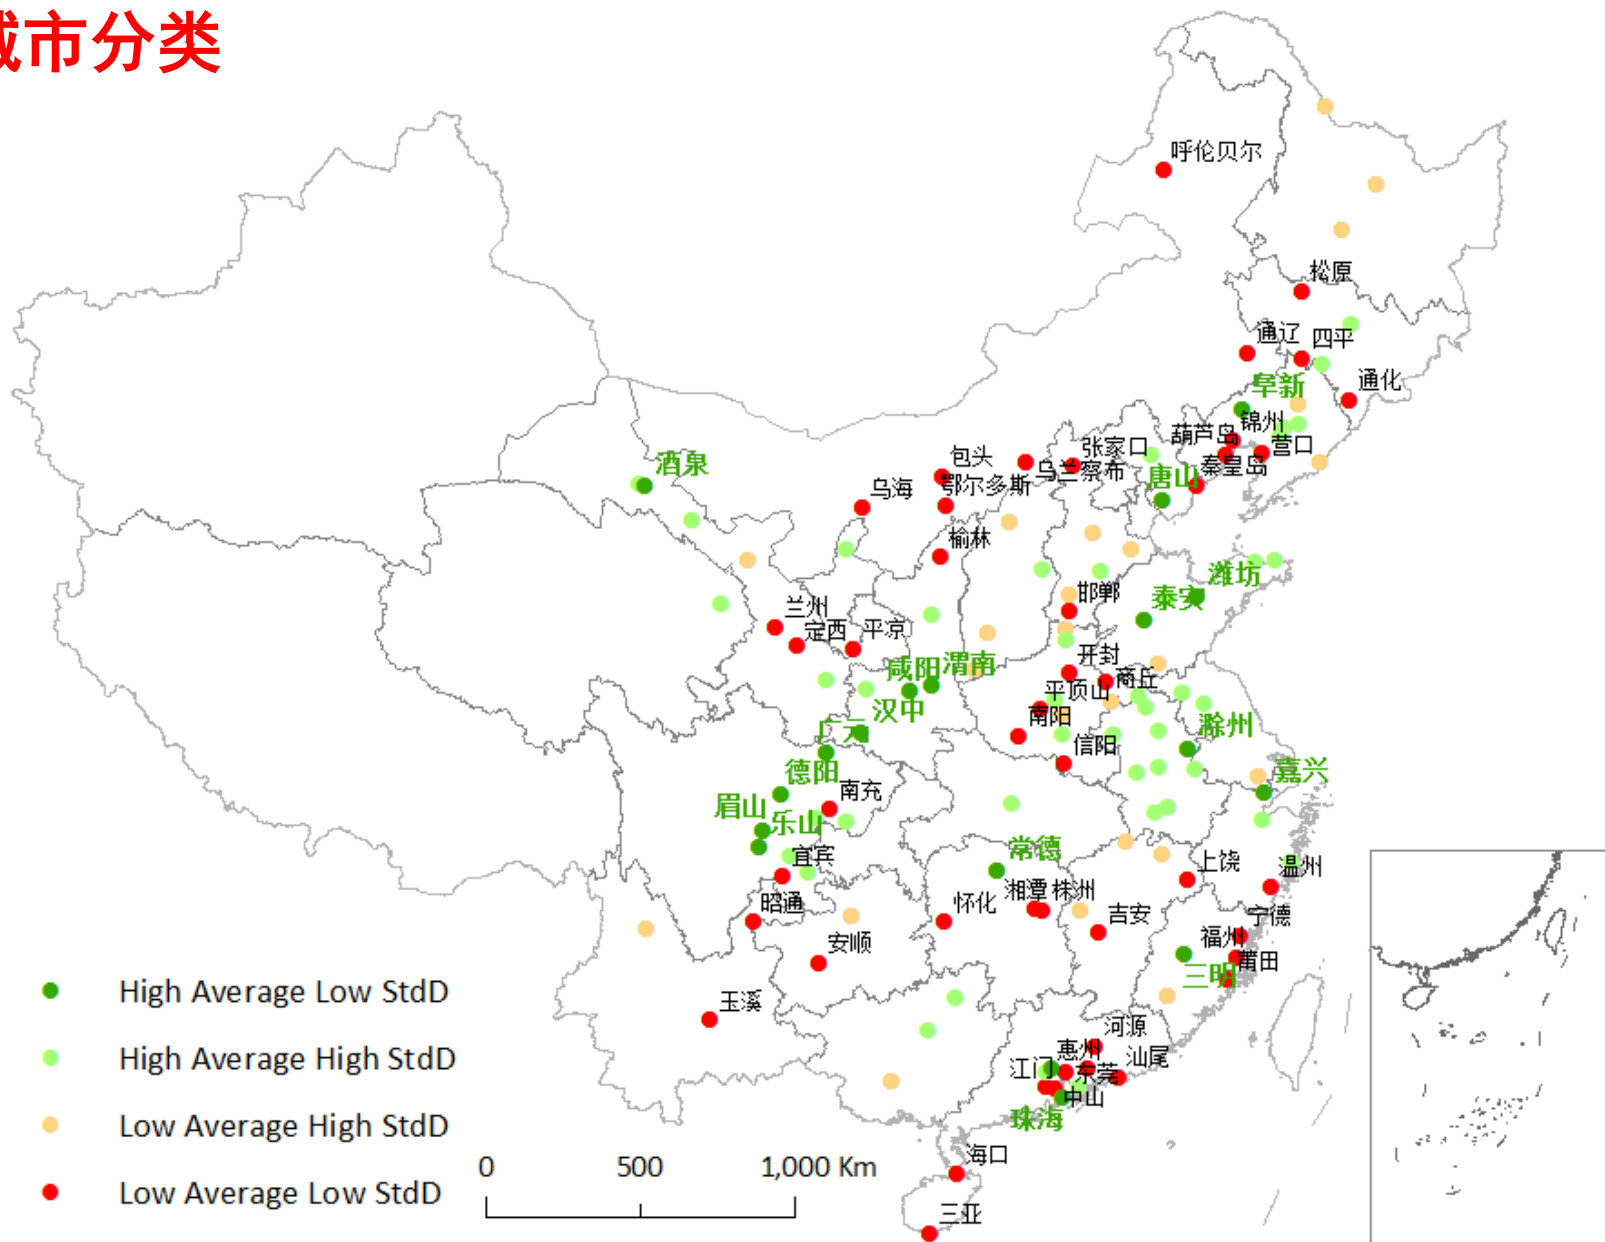 城市分类
呼伦贝尔
松原
通辽
四平
阜新
通化
锦州
葫芦岛
营口
张家口
包头
乌兰察布
秦皇岛
酒泉
唐山
乌海
鄂尔多斯
榆林
潍坊
邯郸
泰安
兰州
定西
平凉
开封
咸阳
渭南
商丘
平顶山
汉中
南阳
广元
滁州
信阳
德阳
嘉兴
南充
眉山
乐山
常德
宜宾
上饶
温州
昭通
怀化
湘潭
株洲
吉安
宁德
安顺
福州
莆田
三明
High Average Low StdD
玉溪
河源
High Average High StdD
惠州
汕尾
江门
东莞
中山
珠海
Low Average High StdD
海口
0 500 1,000 Km
Low Average Low StdD
三亚